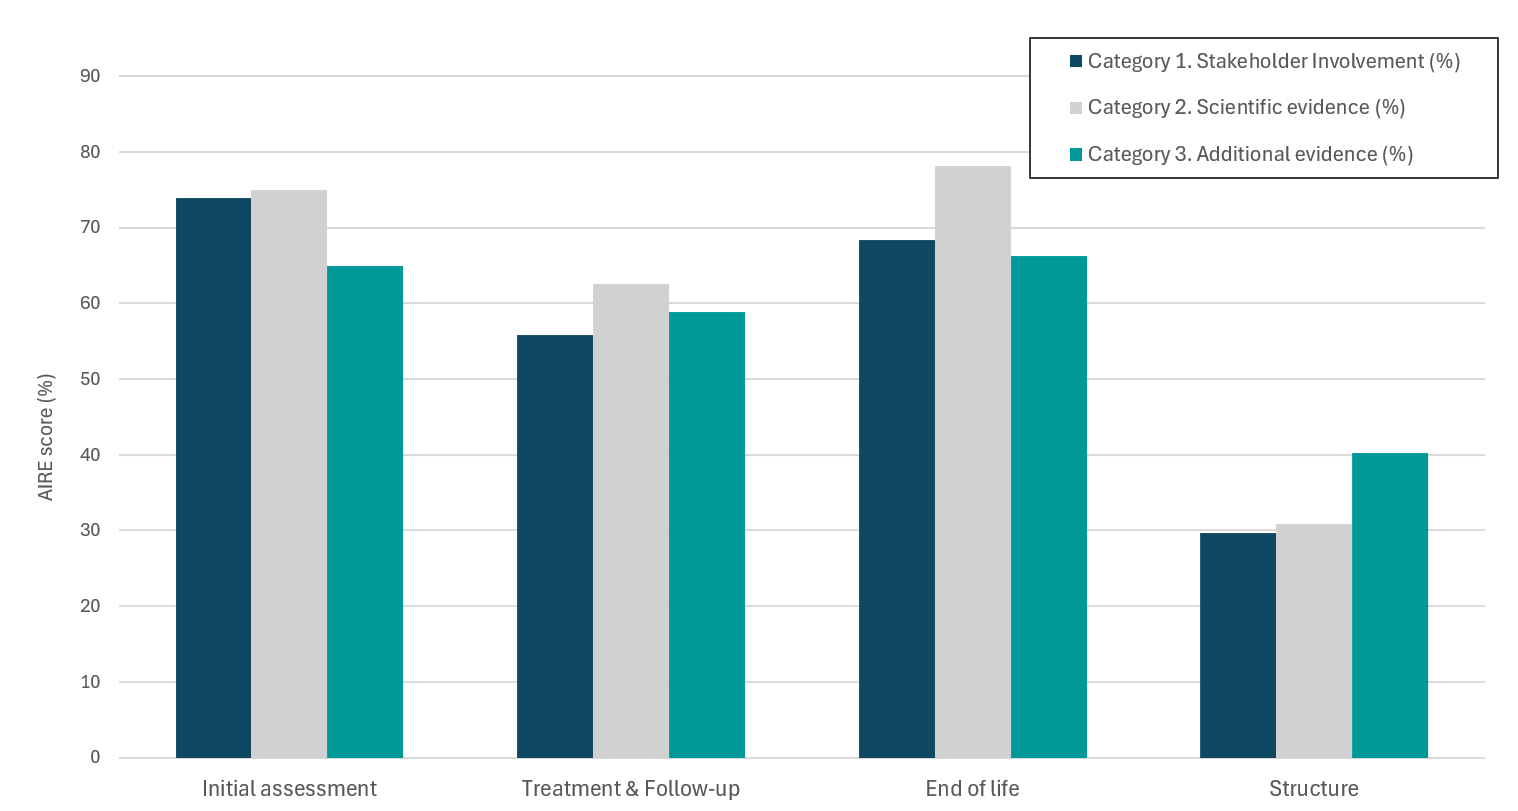 Category 1. Stakeholder Involvement (%)
Category 2. Scientific evidence (%)
Category 3. Additional evidence (%)
90
80
70
60
50
40
30
20
10
0
AIRE score (%)
Initial assessment
Treatment & Follow-up
End of life
Structure